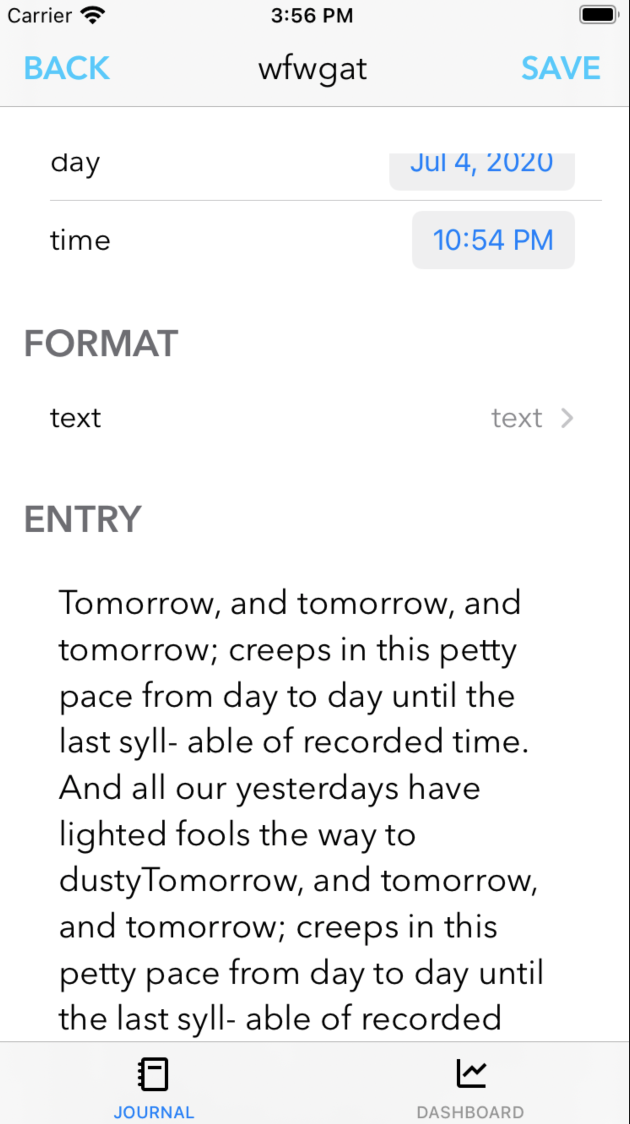 Carrier 3:56 PM
BACK wfwgat SAVE
day Jul 4, 2020
time 10:54 PM
FORMAT
text text
ENTRY
Tomorrow, and tomorrow, and
tomorrow; creeps in this petty
pace from day to day until the
last syll- able of recorded time.
And all our yesterdays have
lighted fools the way to
dustyTomorrow, and tomorrow,
and tomorrow; creeps in this
petty pace from day to day until
the last syll- able of recorded
JOURNAL DASHBOARD